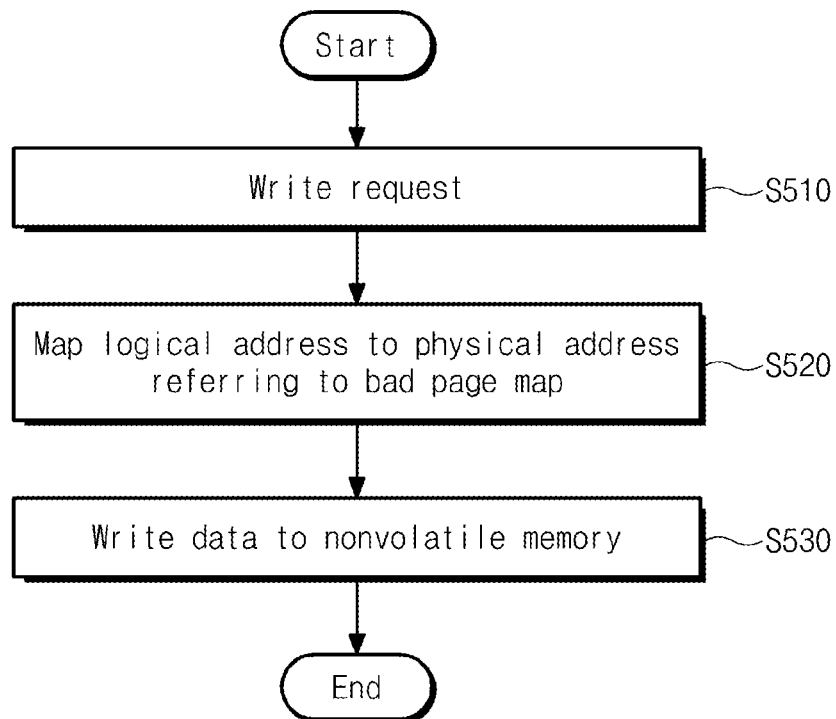 Start
Write request
S510
Map logical address to physical address
referring to bad page map
S520
Write data to nonvolatile memory
S530
End